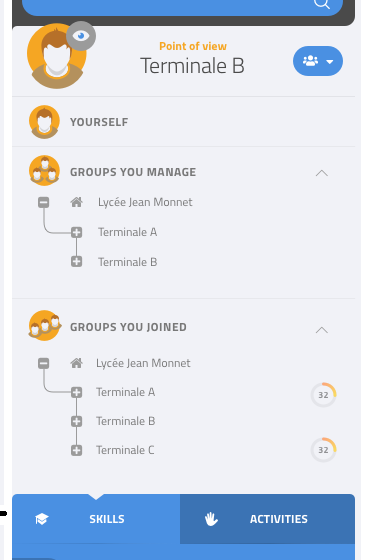 Point of view
Terminale B
YOURSELF
GROUPS YOU MANAGE
Lycée Jean Monnet
Terminale A
Terminale B
GROUPS YOU JOINED
Lycée Jean Monnet
Terminale A 32
Terminale B
Terminale C 32
SKILLS ACTIVITIES